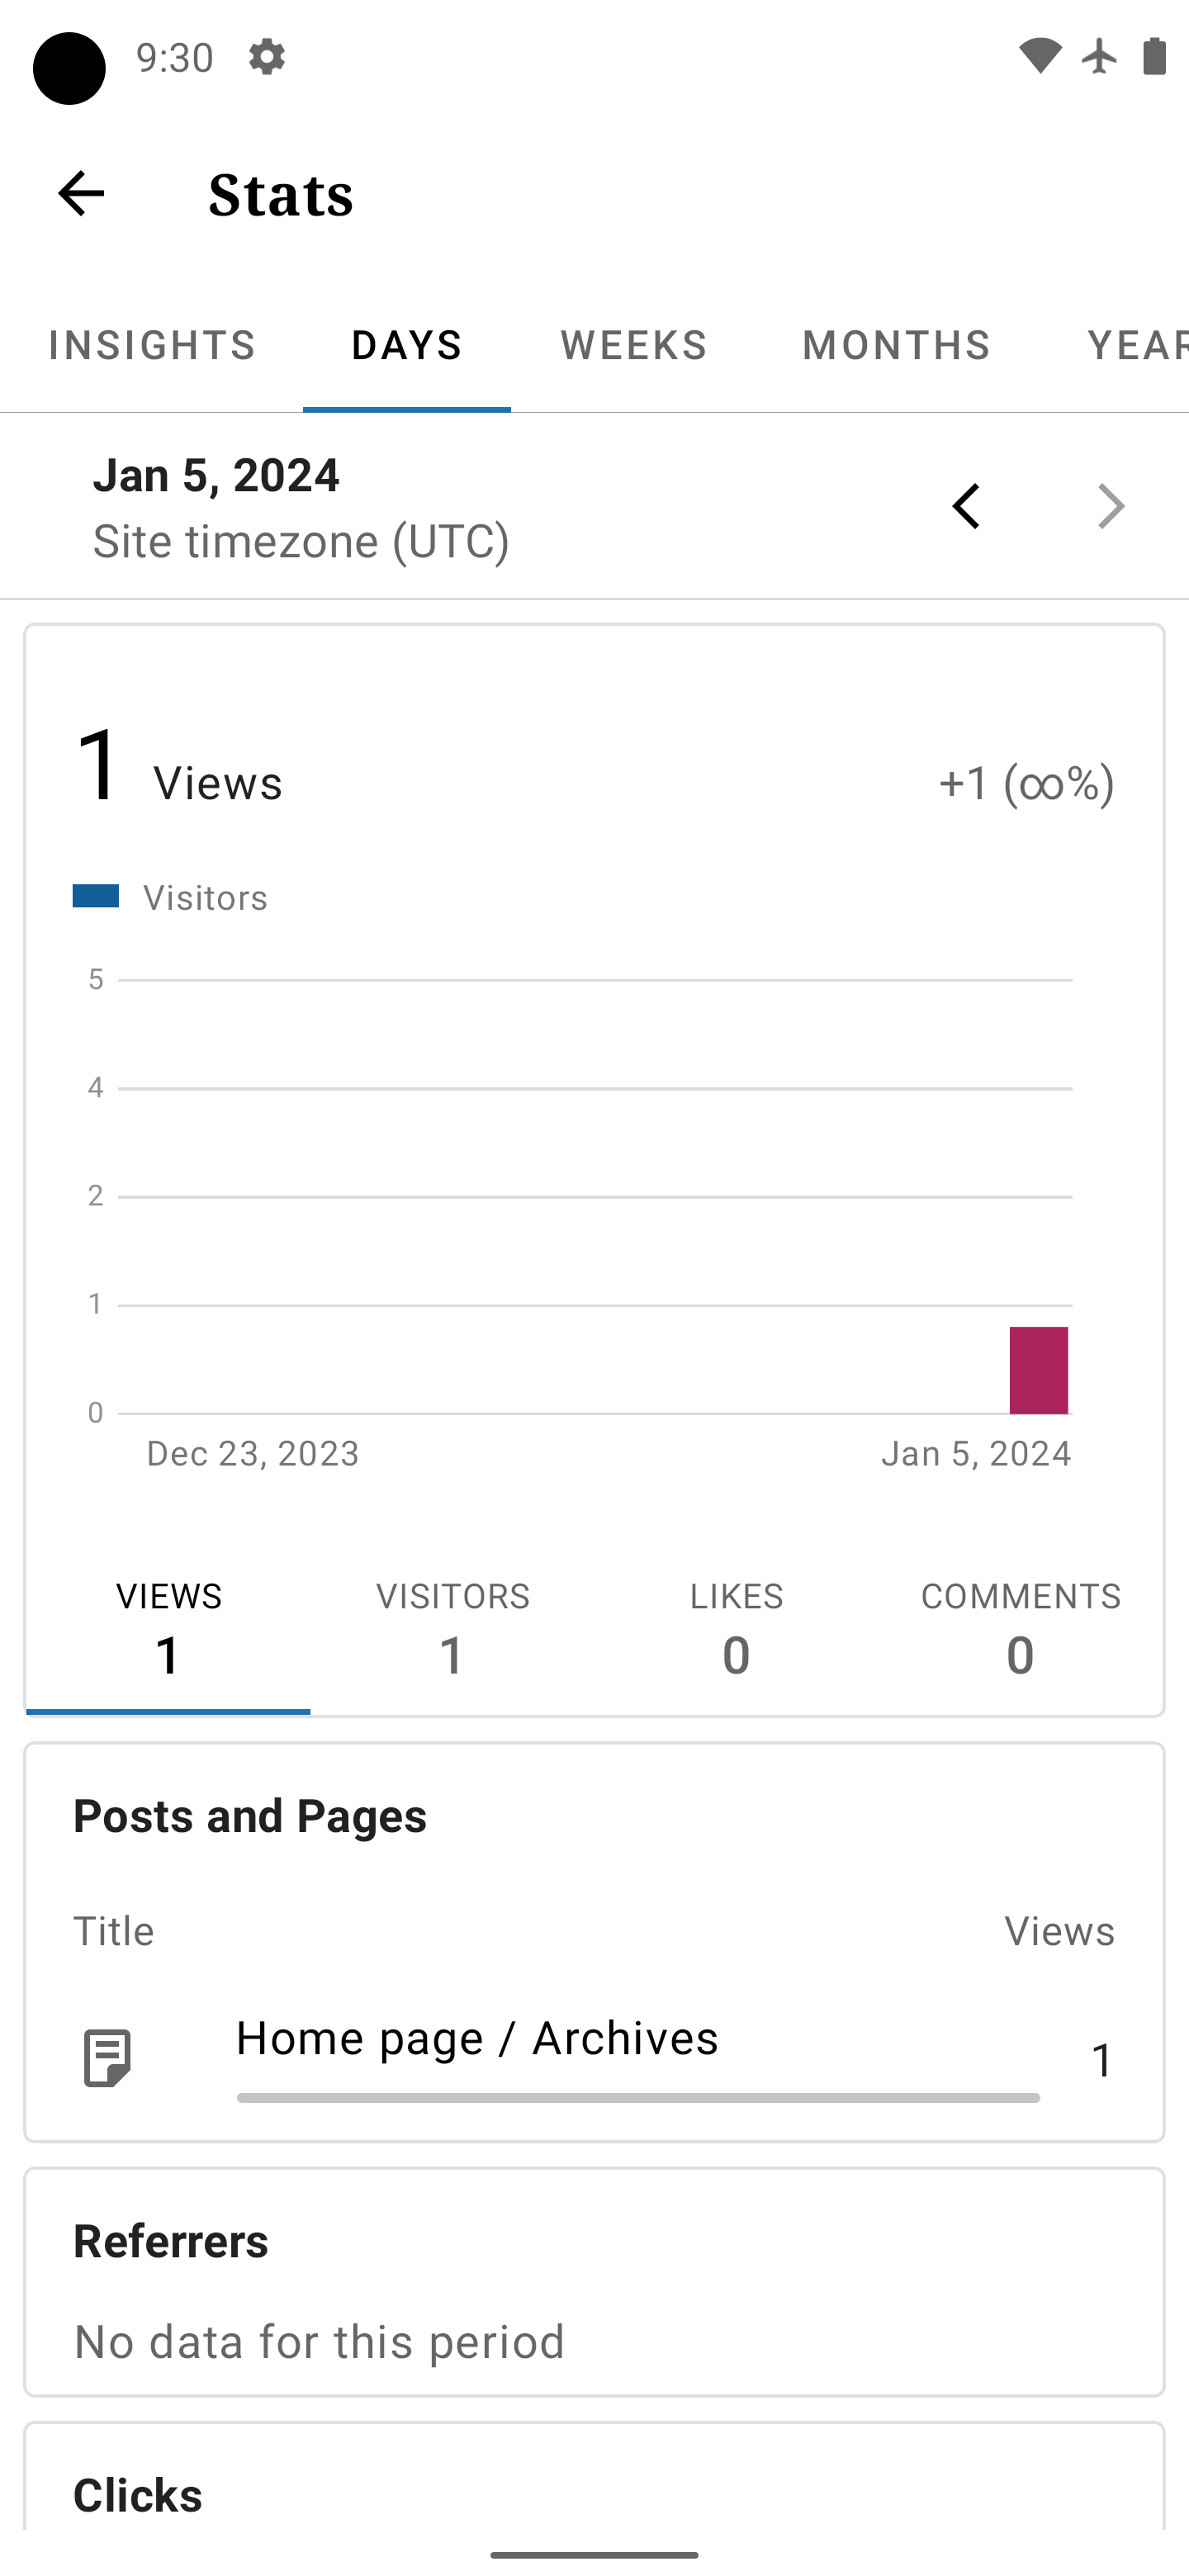 9:30
Stats
INSIGHTS DAYS WEEKS MONTHS YEAR
Jan 5, 2024
Site timezone (UTC)
1 Views +1 (∞%)
Visitors
5
4
2
1
0
Dec 23, 2023 Jan 5, 2024
VIEWS VISITORS LIKES COMMENTS
1 1 0 0
Posts and Pages
Title Views
Home page / Archives 1
Referrers
No data for this period
Clicks